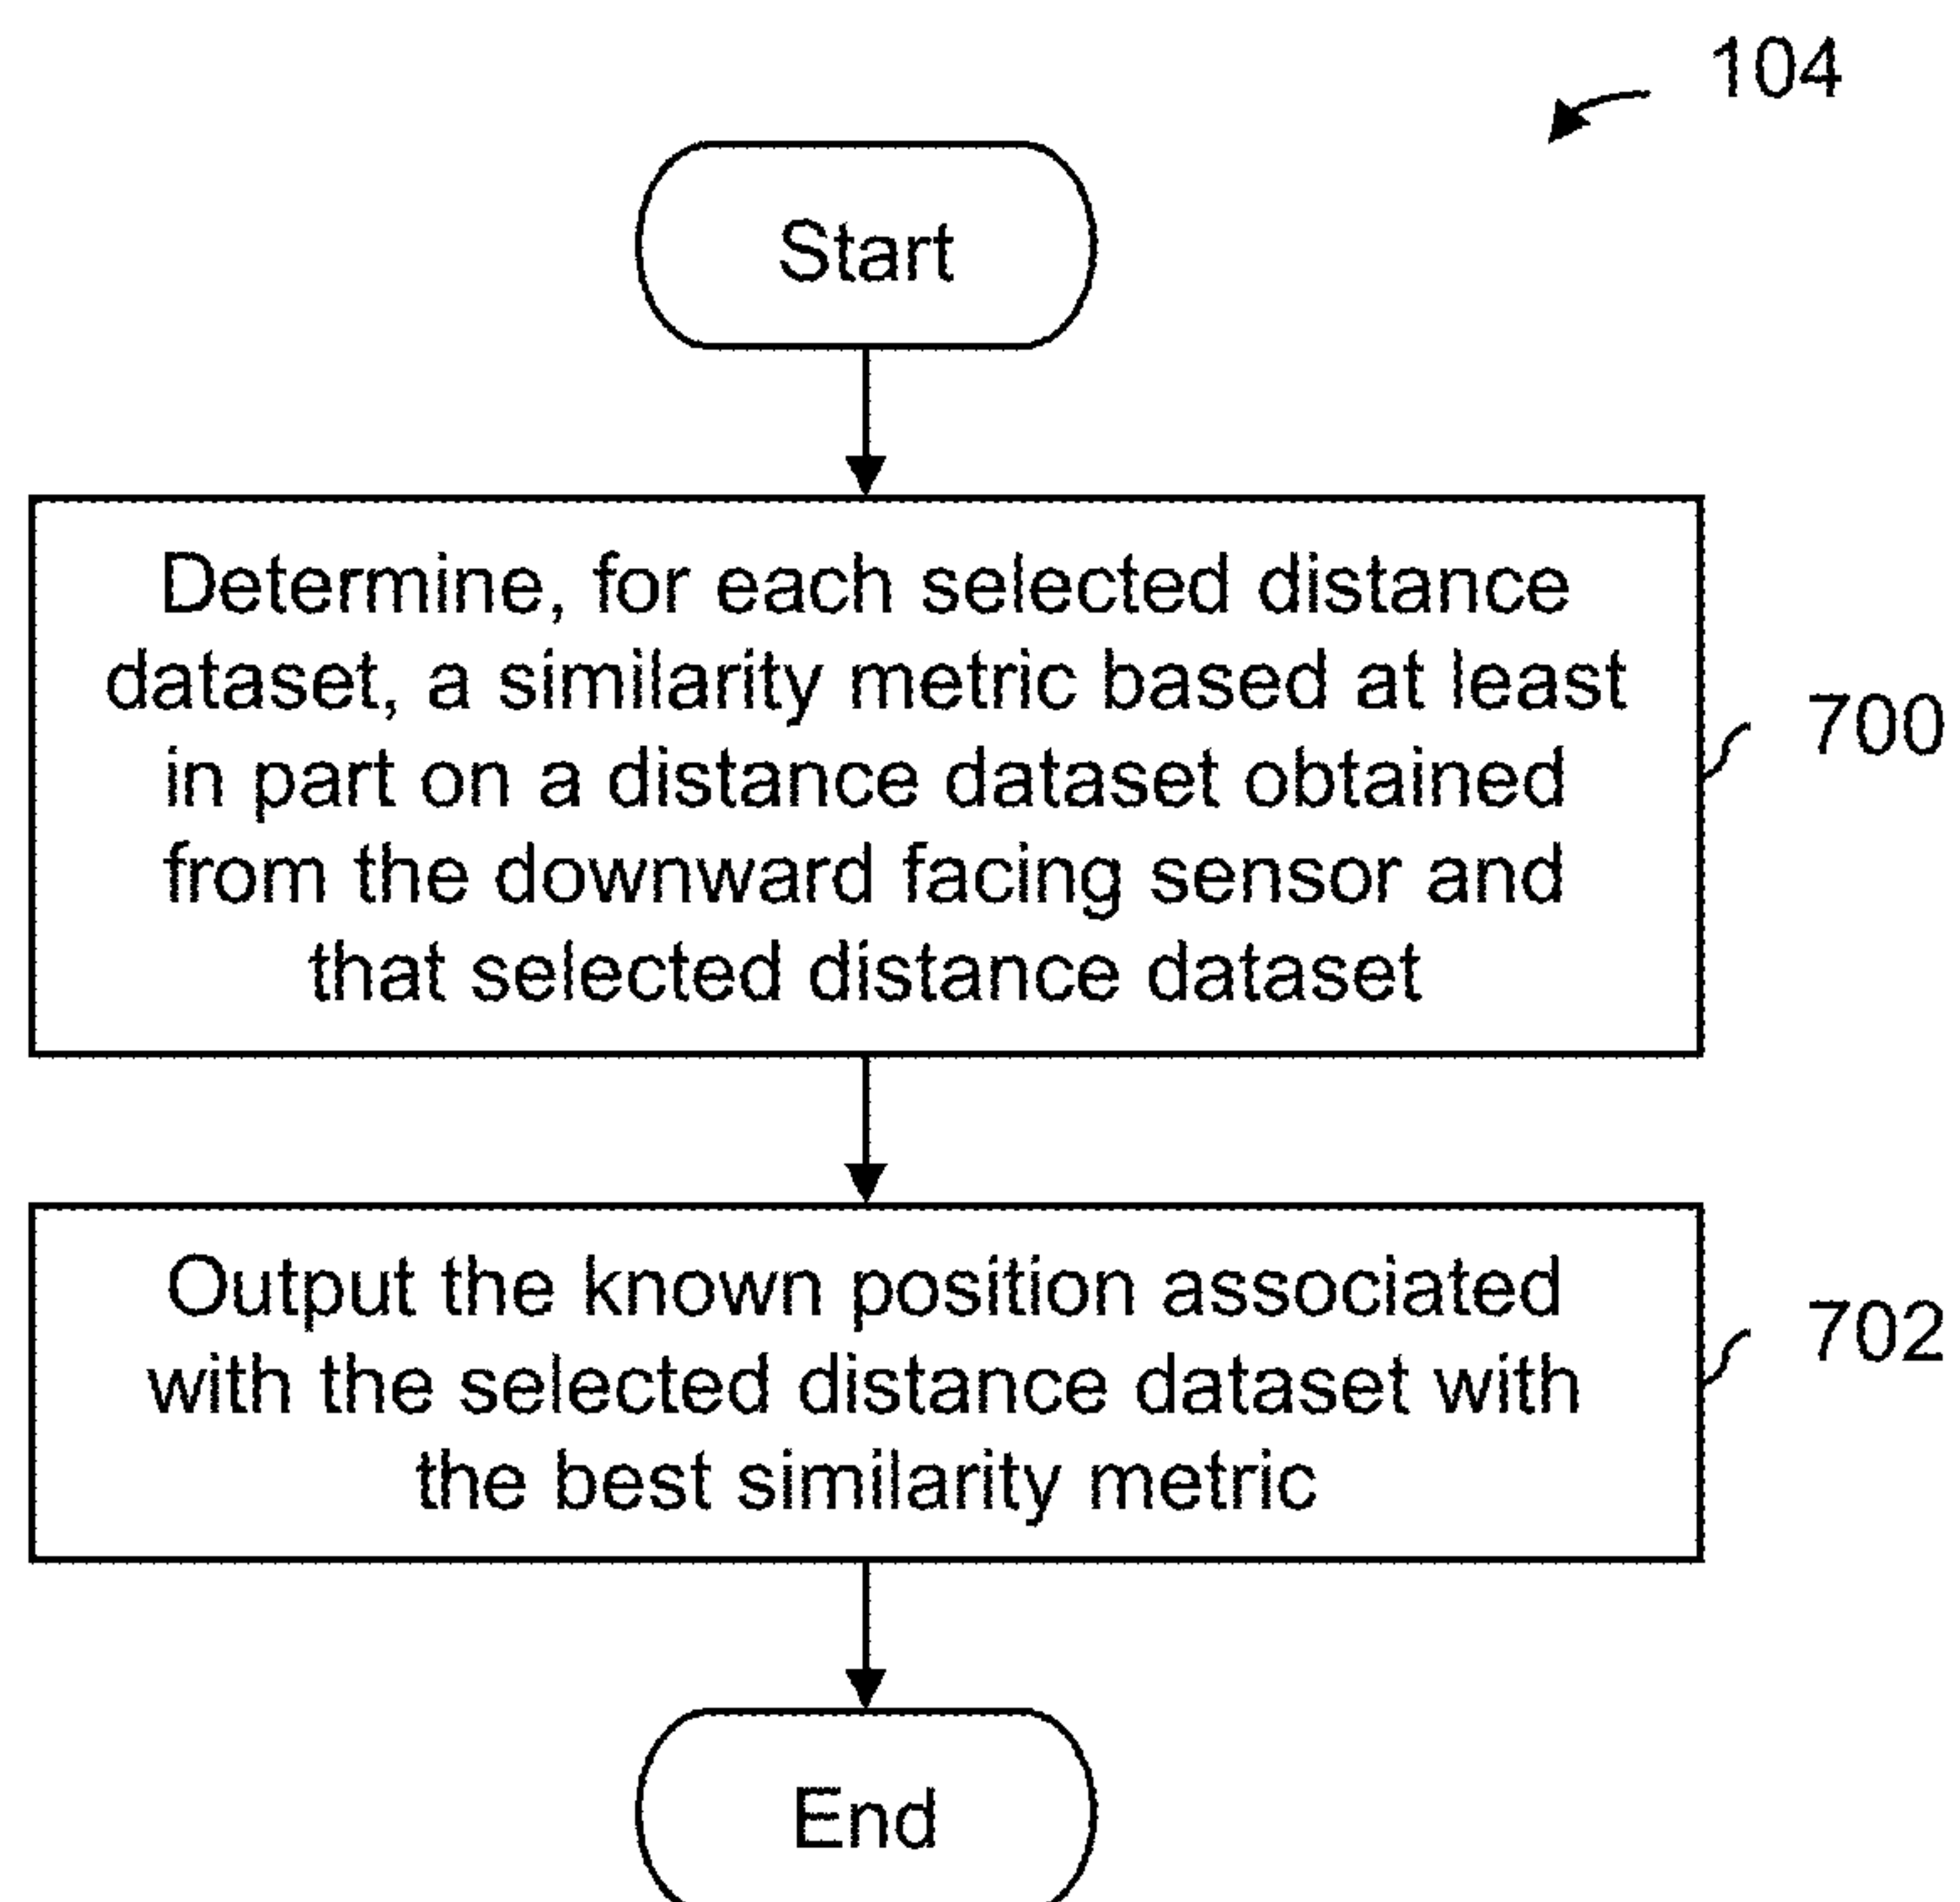 104
Start
Determine, for each selected distance
dataset, a similarity metric based at least
in part on a distance dataset obtained
from the downward facing sensor and
that selected distance dataset
700
Output the known position associated
with the selected distance dataset with
the best similarity metric
702
End